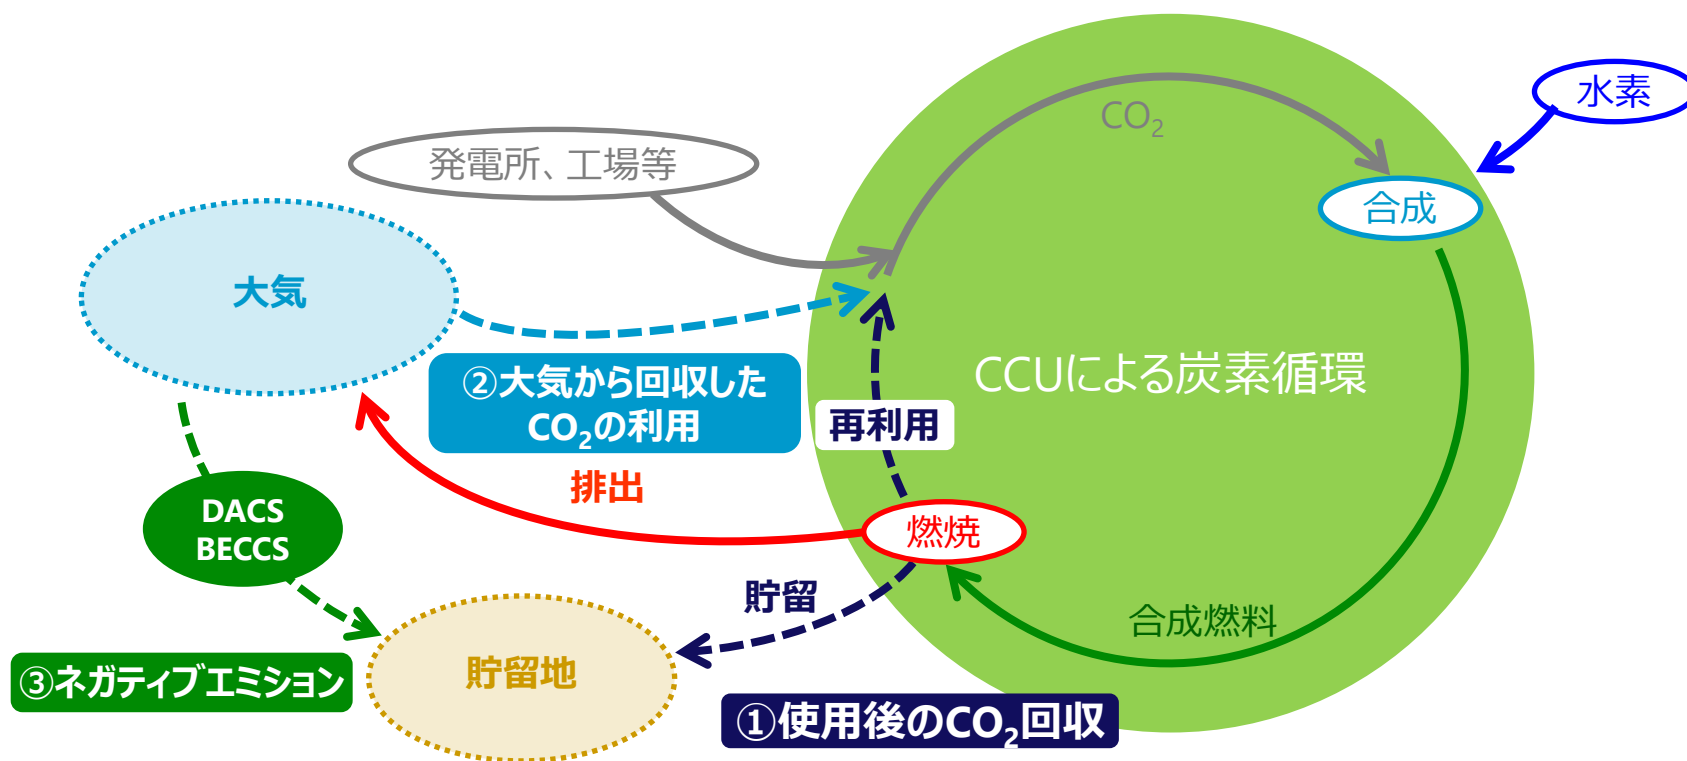 水素
CO₂
発電所、工場等
合成
大気
CCUによる炭素循環
②大気から回収した
CO₂の利用
再利用
排出
DACS
BECCS
燃焼
貯留
合成燃料
③ネガティブエミション
貯留地
①使用後のCO₂回収